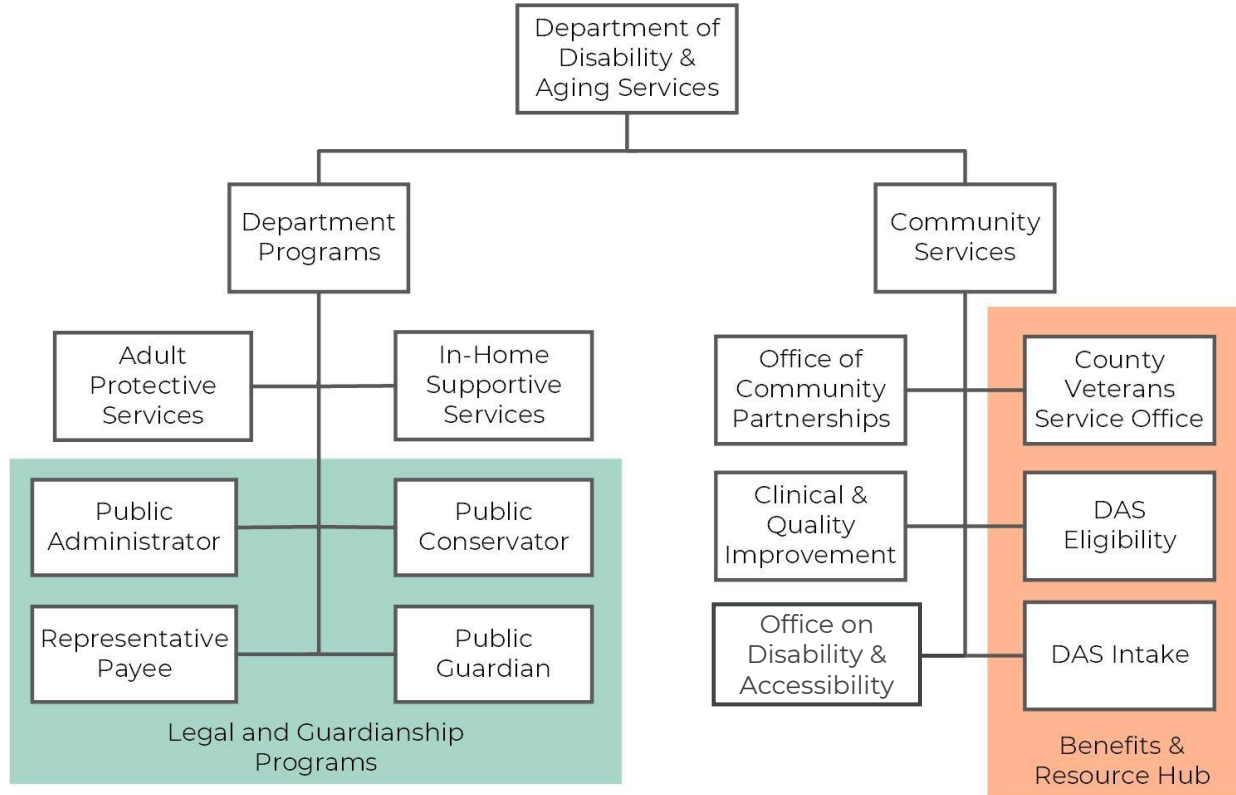 Department of
Disability &
Aging Services
Department
Programs
Community
Services
Adult
Protective
Services
In-Home
Supportive
Services
Office of
Community
Partnerships
County
Veterans
Service Office
Public
Administrator
Public
Conservator
Clinical &
Quality
Improvement
DAS
Eligibility
Representative
Payee
Public
Guardian
Office on
Disability &
Accessibility
DAS Intake
Legal and Guardianship
Programs
Benefits &
Resource Hub